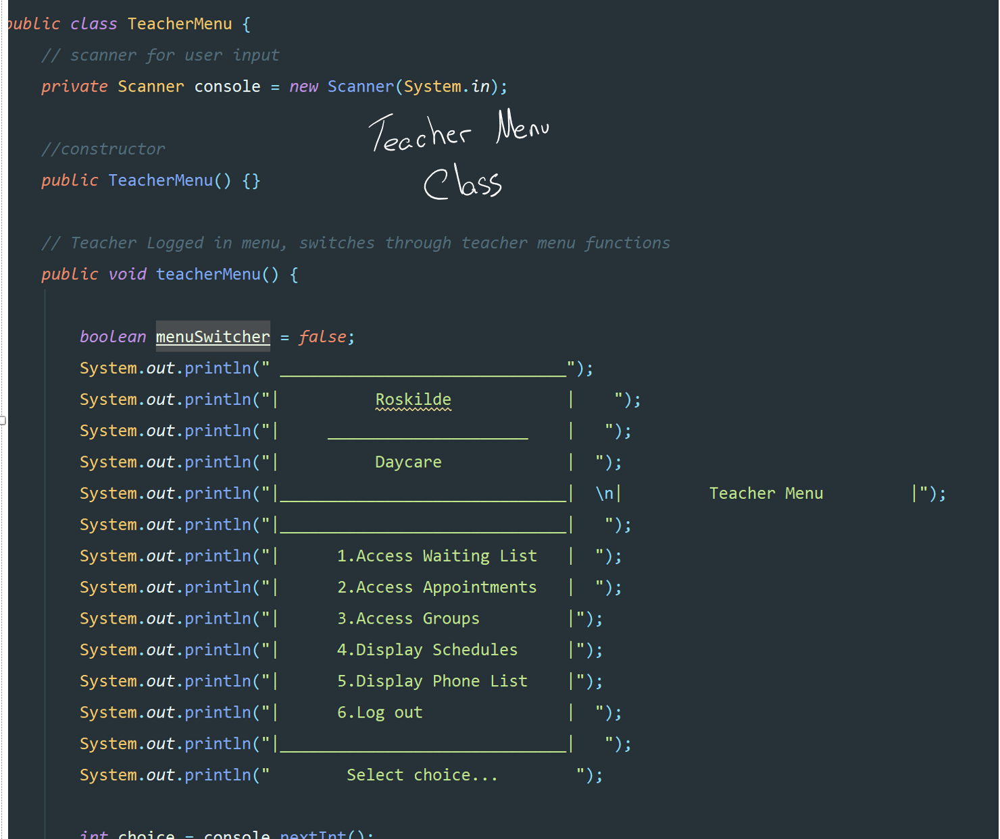 public class TeacherMenu {
// scanner for user input
private Scanner console = new Scanner(System.in);
Teacher Menu
Class
//constructor
public TeacherMenu() {}
// Teacher Logged in menu, switches through teacher menu functions
public void teacherMenu() {
boolean menuSwitcher = false;
System.out.println(" ______________________________");
System.out.println("|          Roskilde            |    ");
System.out.println("|     _____________________    |   ");
System.out.println("|          Daycare             |  ");
System.out.println("|______________________________|  \n|         Teacher Menu         |");
System.out.println("|______________________________|   ");
System.out.println("|      1.Access Waiting List   |  ");
System.out.println("|      2.Access Appointments   |  ");
System.out.println("|      3.Access Groups         |");
System.out.println("|      4.Display Schedules     |");
System.out.println("|      5.Display Phone List    |");
System.out.println("|      6.Log out               |  ");
System.out.println("|______________________________|   ");
System.out.println("        Select choice...        ");
int choice = console.nextInt();